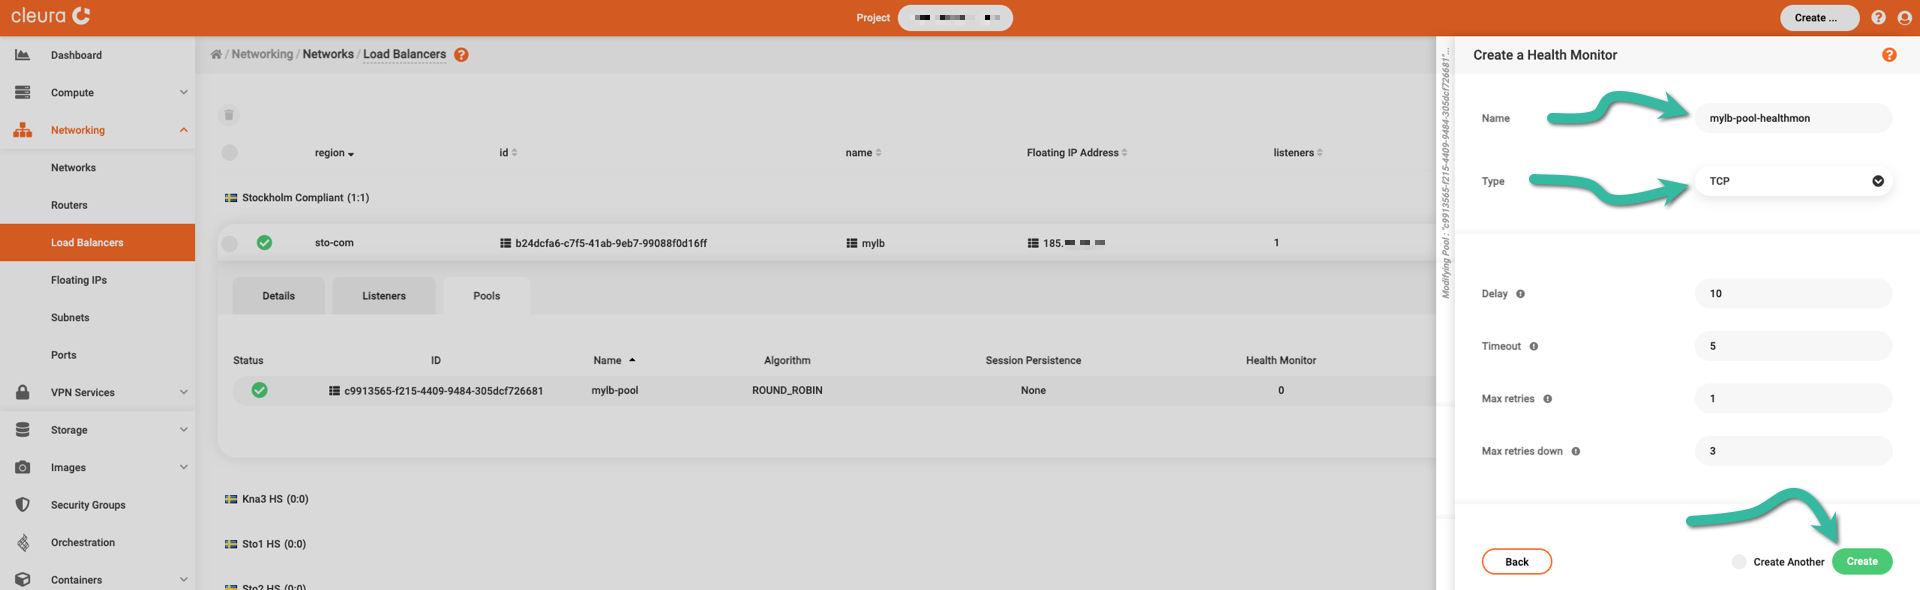 cleura
Project
Create ...
Dashboard
Compute
Networking
Networks
Routers
Load Balancers
Floating IPs
Subnets
Ports
VPN Services
Storage
Images
Security Groups
Orchestration
Containers
/ Networking / Networks / Load Balancers
region id name Floating IP Address listeners
Stockholm Compliant (1:1)
sto-com b24dcfa6-c7f5-41ab-9eb7-99088f0d16ff mylb 185. 1
Details Listeners Pools
Status ID Name Algorithm Session Persistence Health Monitor
c9913565-f215-4409-9484-305dcf726681 mylb-pool ROUND_ROBIN None 0
Kna3 HS (0:0)
Sto1 HS (0:0)
Sto2 HS (0:0)
Modifying Pool : "c9913565-f215-4409-9484-305dcf726681"...
Create a Health Monitor
Name mylb-pool-healthmon
Type TCP
Delay 10
Timeout 5
Max retries 1
Max retries down 3
Back Create Another Create